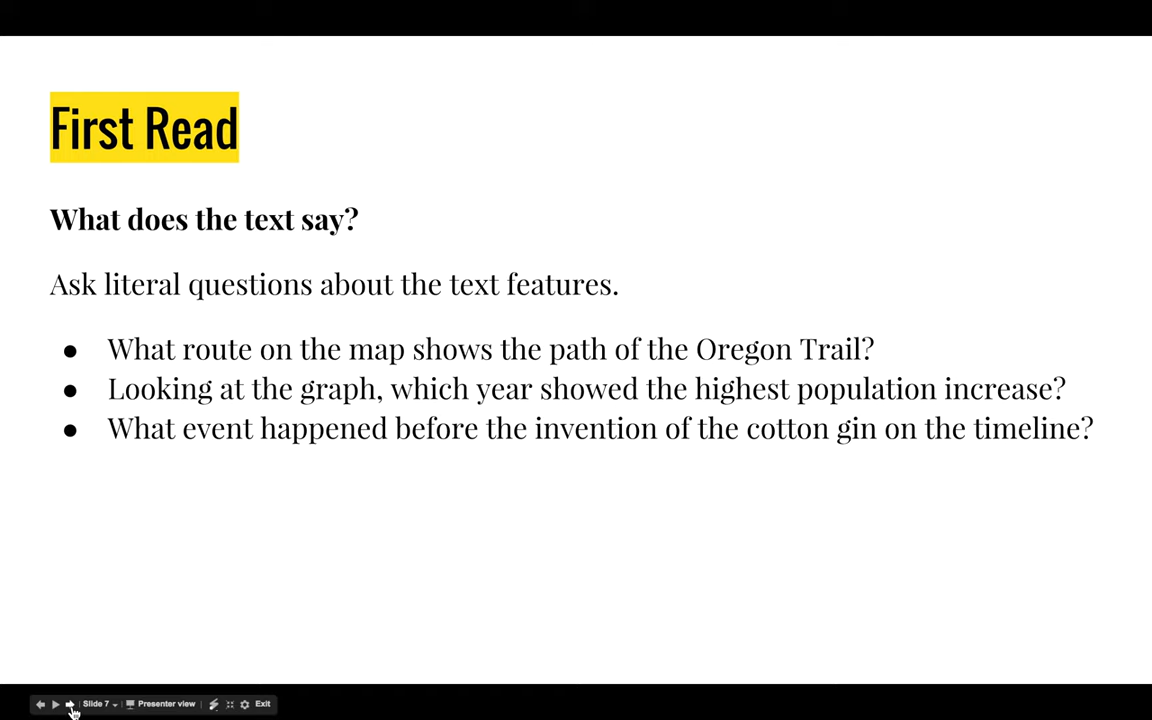 First Read
What does the text say?
Ask literal questions about the text features.
● What route on the map shows the path of the Oregon Trail?
● Looking at the graph, which year showed the highest population increase?
● What event happened before the invention of the cotton gin on the timeline?
Slide 7 Presenter view Exit